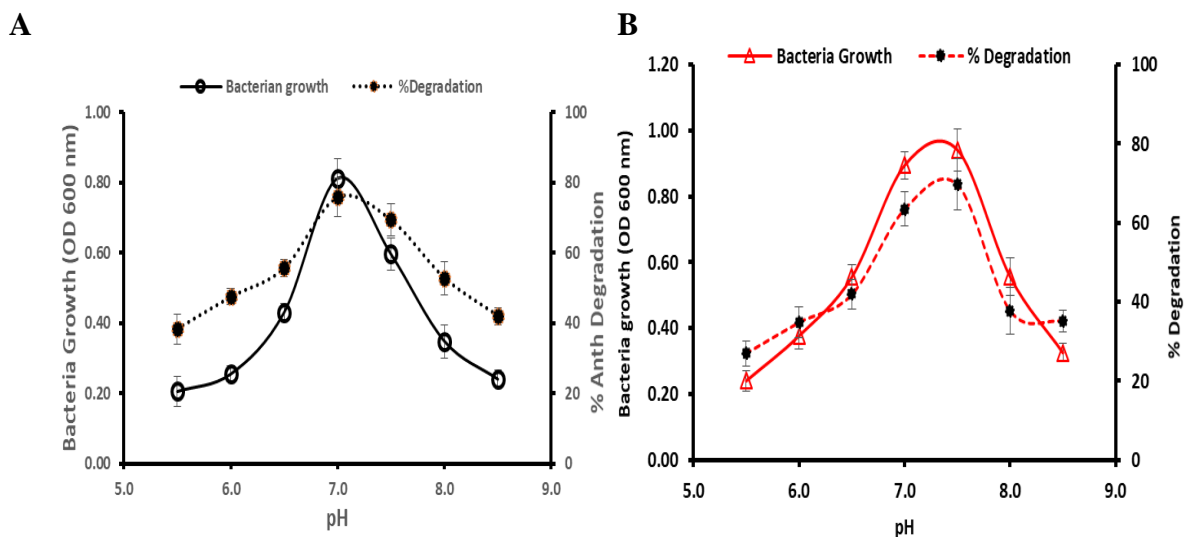 A
Bacterian growth %Degradation
Bacteria Growth (OD 600 nm)
1.00
0.80
0.60
0.40
0.20
0.00
100
80
60
40
20
0
% Anth Degradation
5.0 6.0 7.0 8.0 9.0
pH
B
Bacteria Growth % Degradation
Bacteria growth (OD 600 nm)
1.20
1.00
0.80
0.60
0.40
0.20
0.00
100
80
60
40
20
0
% Degradation
5.0 6.0 7.0 8.0 9.0
pH